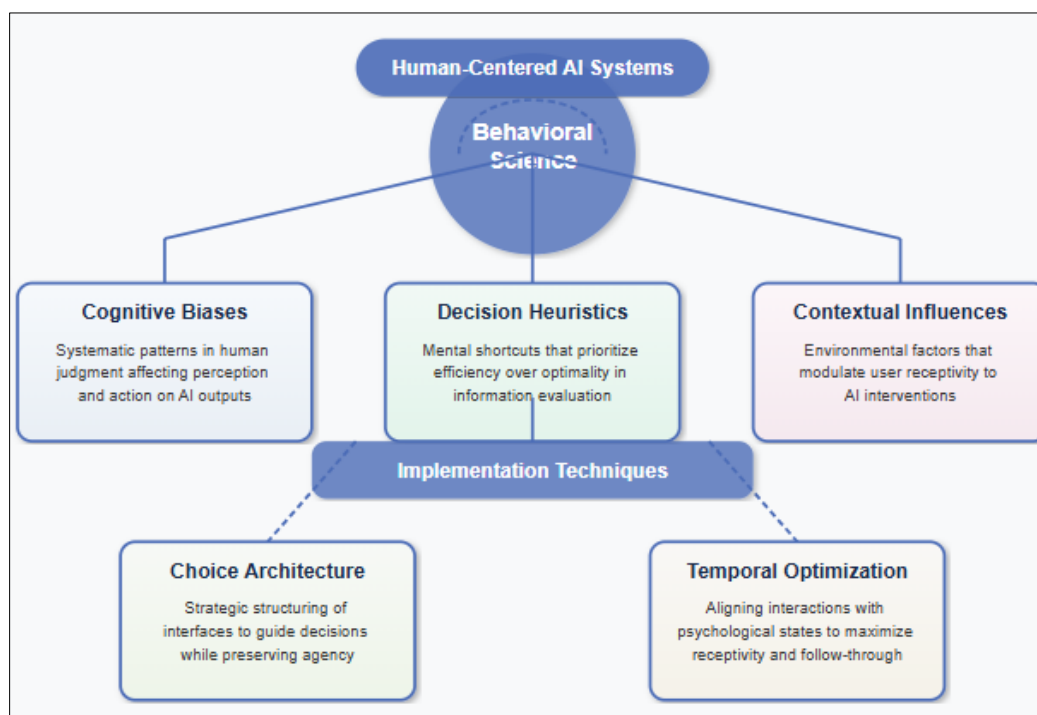 Human-Centered AI Systems
Behavioral
Science
Cognitive Biases
Systematic patterns in human
judgment affecting perception
and action on AI outputs
Decision Heuristics
Mental shortcuts that prioritize
efficiency over optimality in
information evaluation
Contextual Influences
Environmental factors that
modulate user receptivity to
AI interventions
Implementation Techniques
Choice Architecture
Strategic structuring of
interfaces to guide decisions
while preserving agency
Temporal Optimization
Aligning interactions with
psychological states to maximize
receptivity and follow-through